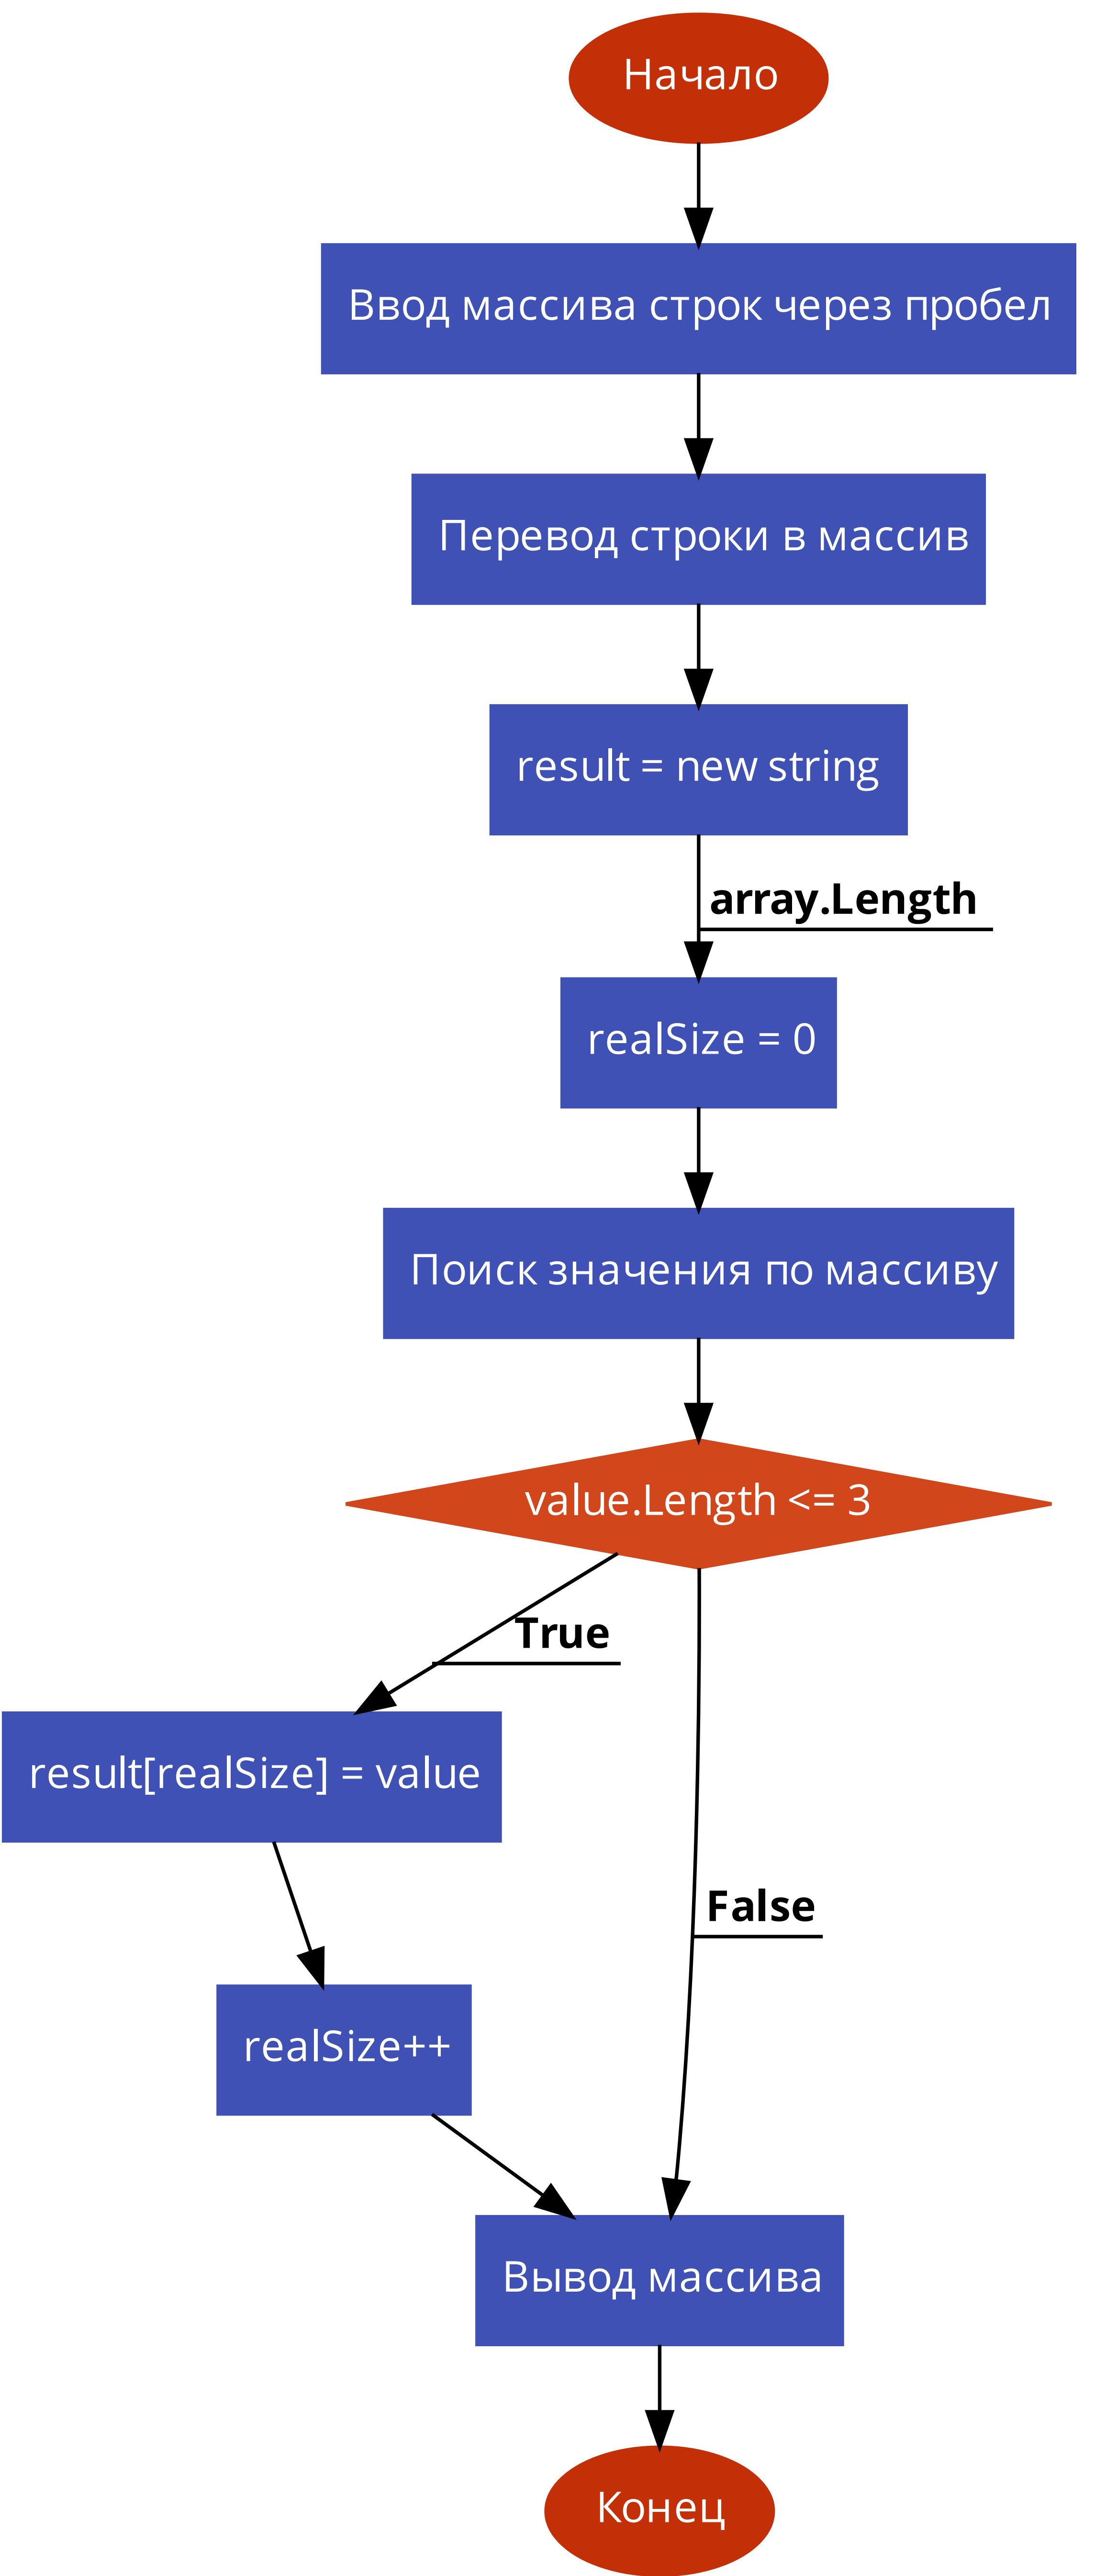 Начало
Ввод массива строк через пробел
Перевод строки в массив
result = new string
array.Length
realSize = 0
Поиск значения по массиву
value.Length <= 3
True
result[realSize] = value
False
realSize++
Вывод массива
Конец